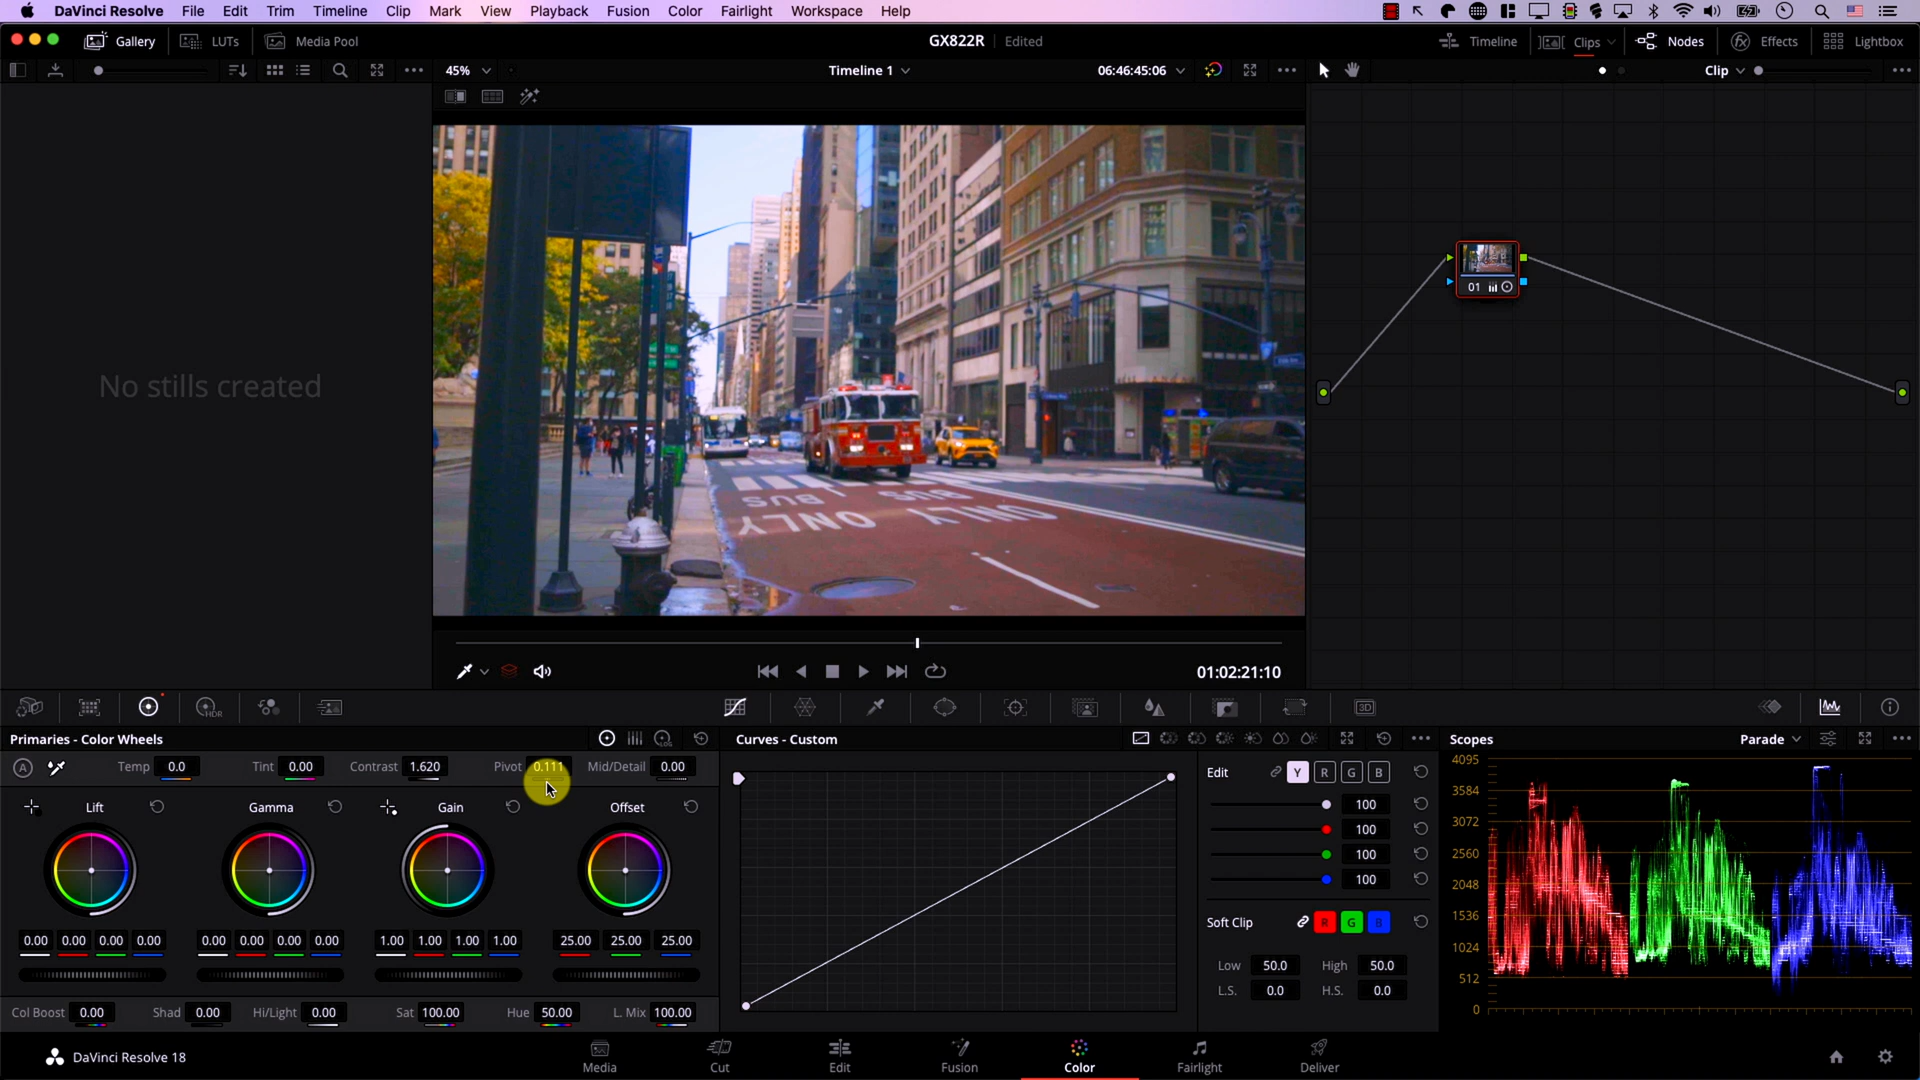 DaVinci Resolve File Edit Trim Timeline Clip Mark View Playback Fusion Color Fairlight Workspace Help
Gallery LUTs Media Pool GX822R Edited Timeline Clips Nodes Effects Lightbox
45% Timeline 1 06:46:45:06 Clip
No stills created
01
BUS BUS
ONLY ONLY
01:02:21:10
HDR 3D
Primaries - Color Wheels Curves - Custom Scopes Parade
A Temp 0.0 Tint 0.00 Contrast 1.620 Pivot 0.111 Mid/Detail 0.00
Edit Y R G B
Lift Gamma Gain Offset
100
100
100
100
0.00 0.00 0.00 0.00 0.00 0.00 0.00 0.00 1.00 1.00 1.00 1.00 25.00 25.00 25.00
Soft Clip R G B
Low 50.0 High 50.0
L.S. 0.0 H.S. 0.0
Col Boost 0.00 Shad 0.00 Hi/Light 0.00 Sat 100.00 Hue 50.00 L. Mix 100.00
4095
3584
3072
2560
2048
1536
1024
512
0
DaVinci Resolve 18 Media Cut Edit Fusion Color Fairlight Deliver